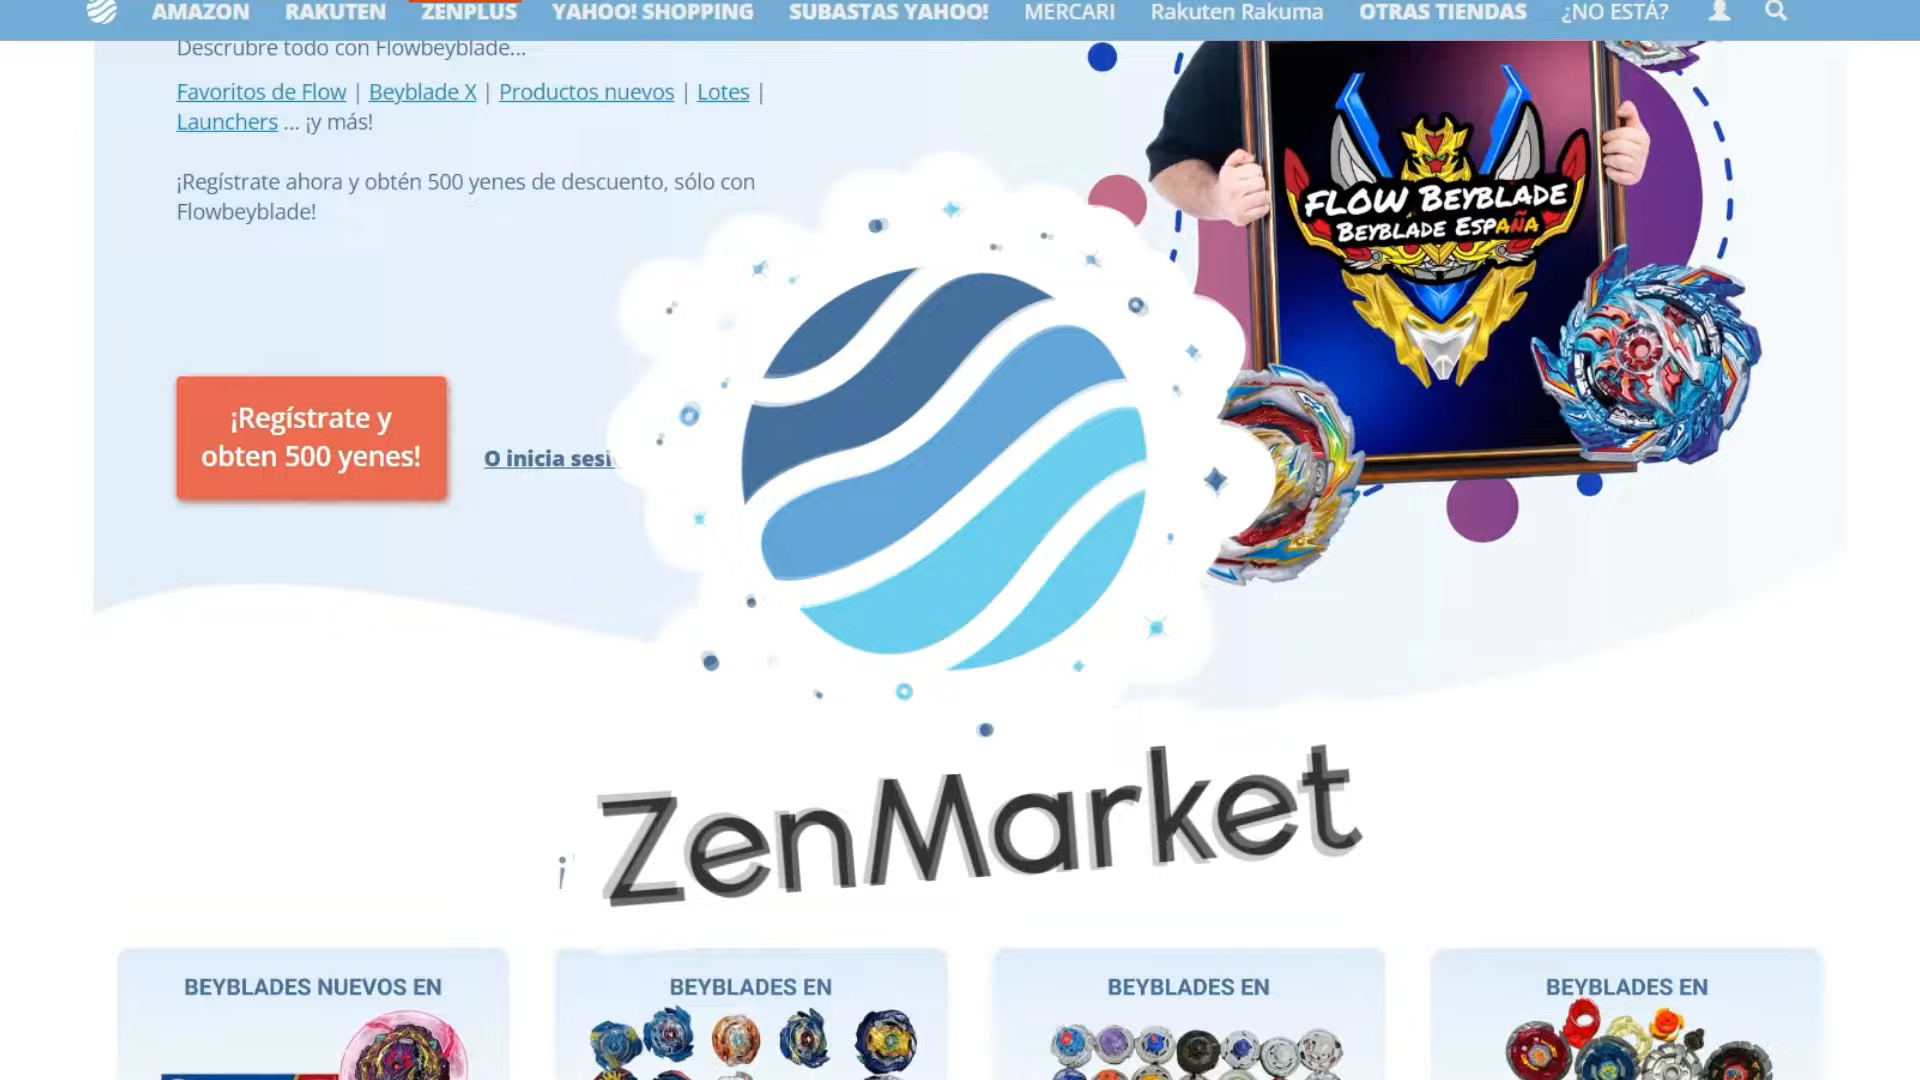 AMAZON RAKUTEN ZENPLUS YAHOO! SHOPPING SUBASTAS YAHOO! MERCARI Rakuten Rakuma OTRAS TIENDAS ¿NO ESTÁ?
Descrubre todo con Flowbeyblade...
Favoritos de Flow | Beyblade X | Productos nuevos | Lotes |
Launchers ... ¡y más!
¡Regístrate ahora y obtén 500 yenes de descuento, sólo con
Flowbeyblade!
FLOW BEYBLADE
BEYBLADE ESPAÑA
¡Regístrate y
obten 500 yenes!
O inicia sesi
ZenMarket
BEYBLADES NUEVOS EN
BEYBLADES EN
BEYBLADES EN
BEYBLADES EN